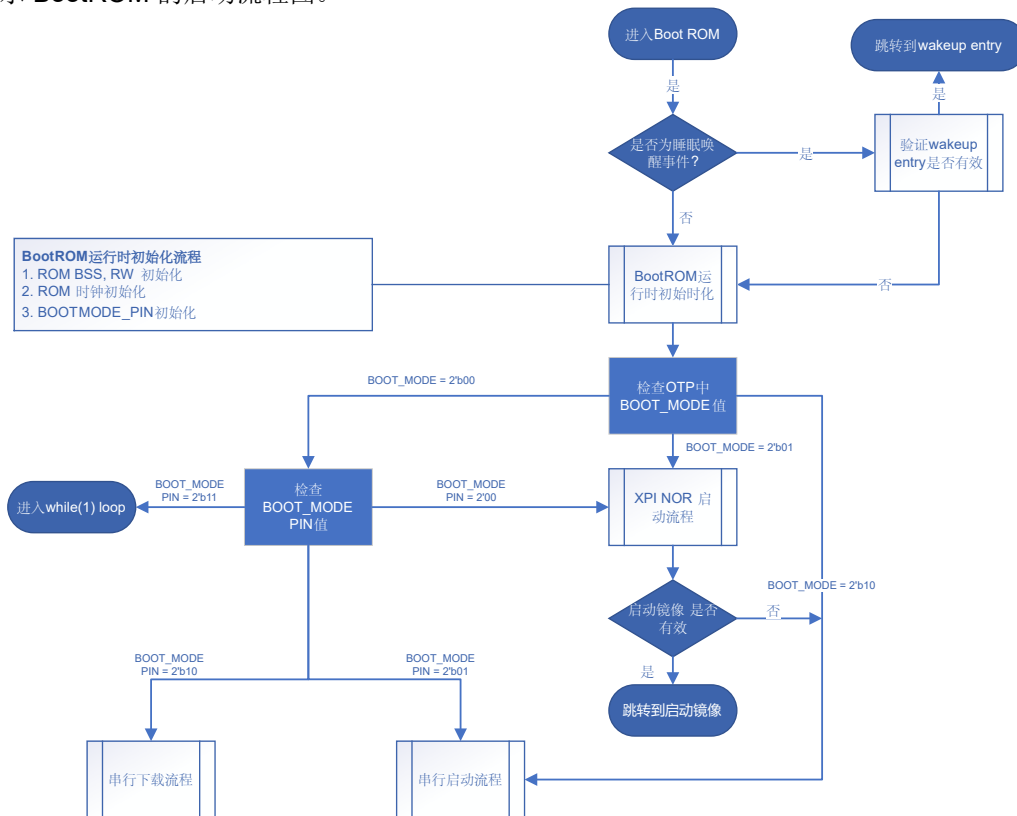 BootROM 的启动流程图。
进入Boot ROM
跳转到wakeup entry
是
是
是否为睡眠唤
醒事件?
是
验证wakeup
entry是否有效
否
BootROM运行时初始化流程
1. ROM BSS, RW 初始化
2. ROM 时钟初始化
3. BOOTMODE_PIN初始化
BootROM运
行时初始时化
否
BOOT_MODE = 2'b00
检查OTP中
BOOT_MODE值
BOOT_MODE = 2'b01
进入while(1) loop
BOOT_MODE
PIN = 2'b11
检查
BOOT_MODE
PIN值
BOOT_MODE
PIN = 2'00
XPI NOR 启
动流程
BOOT_MODE = 2'b10
启动镜像 是否
有效
否
是
BOOT_MODE
PIN = 2'b10
BOOT_MODE
PIN = 2'b01
跳转到启动镜像
串行下载流程
串行启动流程